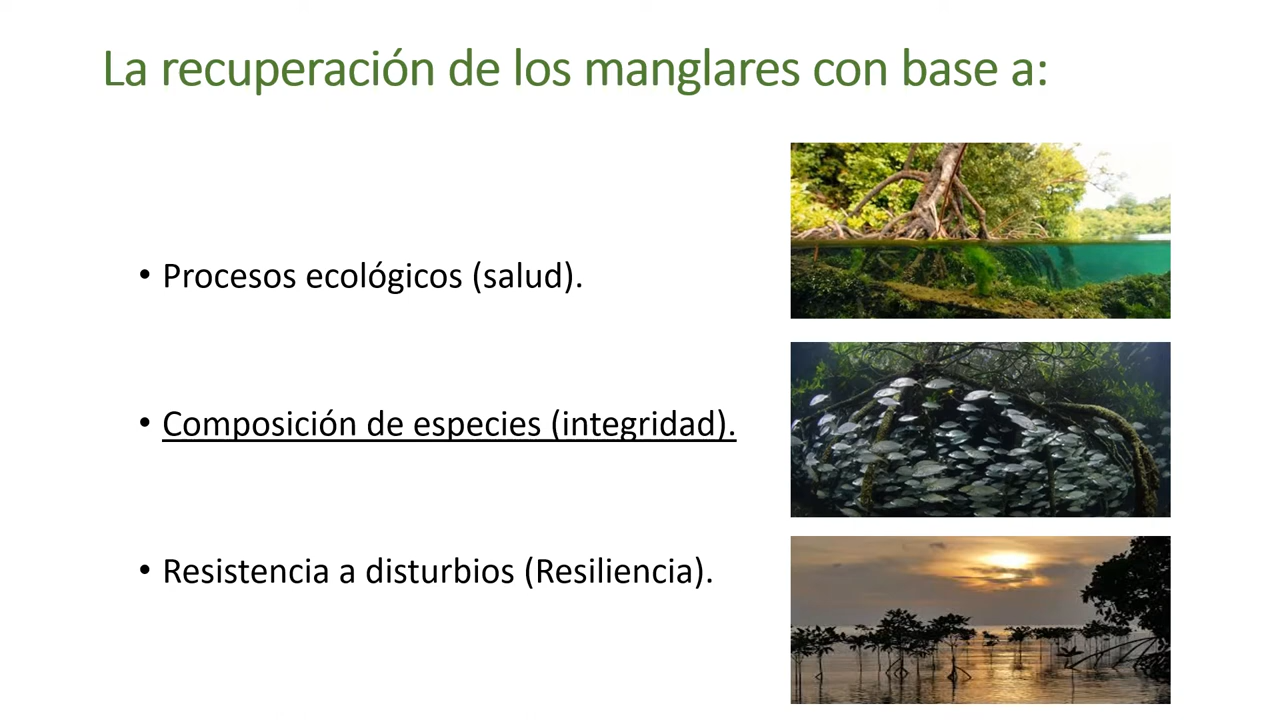 La recuperación de los manglares con base a:
• Procesos ecológicos (salud).
• Composición de especies (integridad).
• Resistencia a disturbios (Resiliencia).